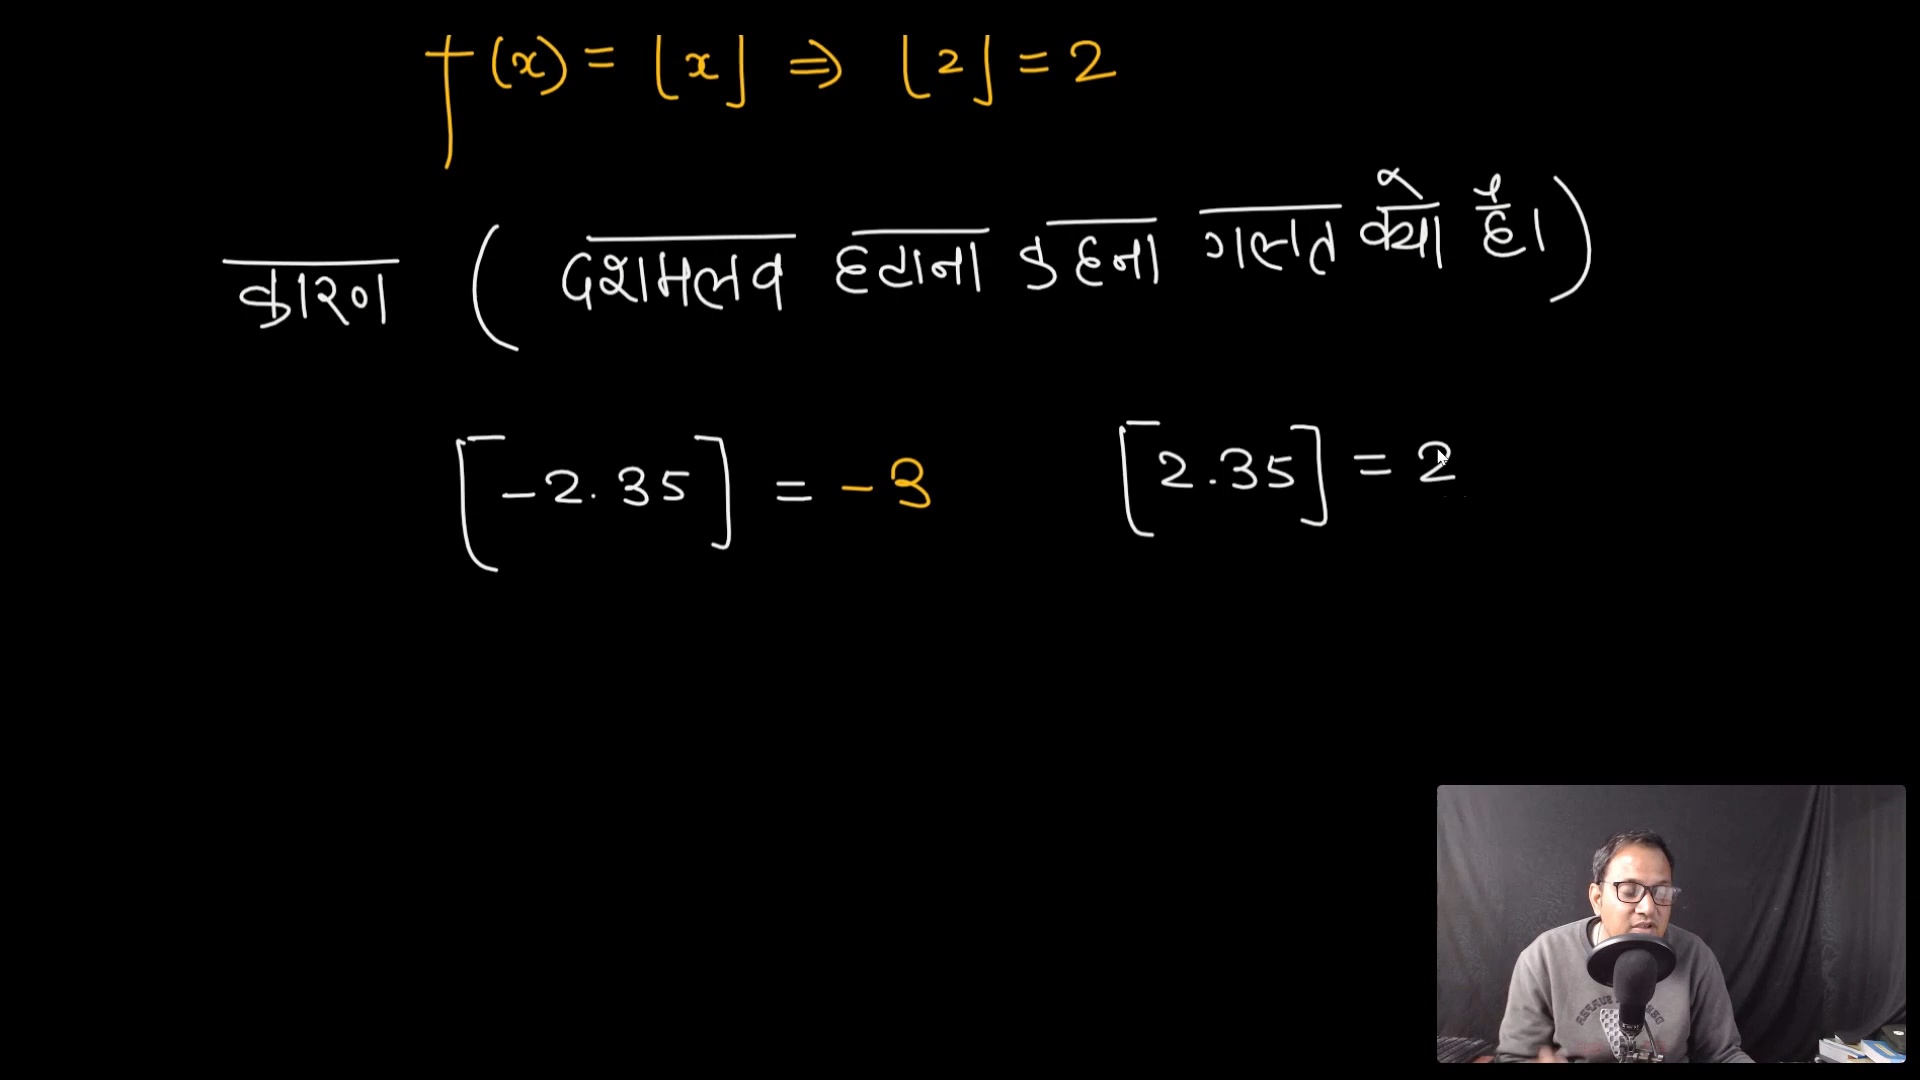 f(x) = ⌊x⌋ ⇒ ⌊2⌋ = 2
कारण ( दशमलव हटाना कहना गलत क्यों है। )
[-2.35] = -3 [2.35] = 2